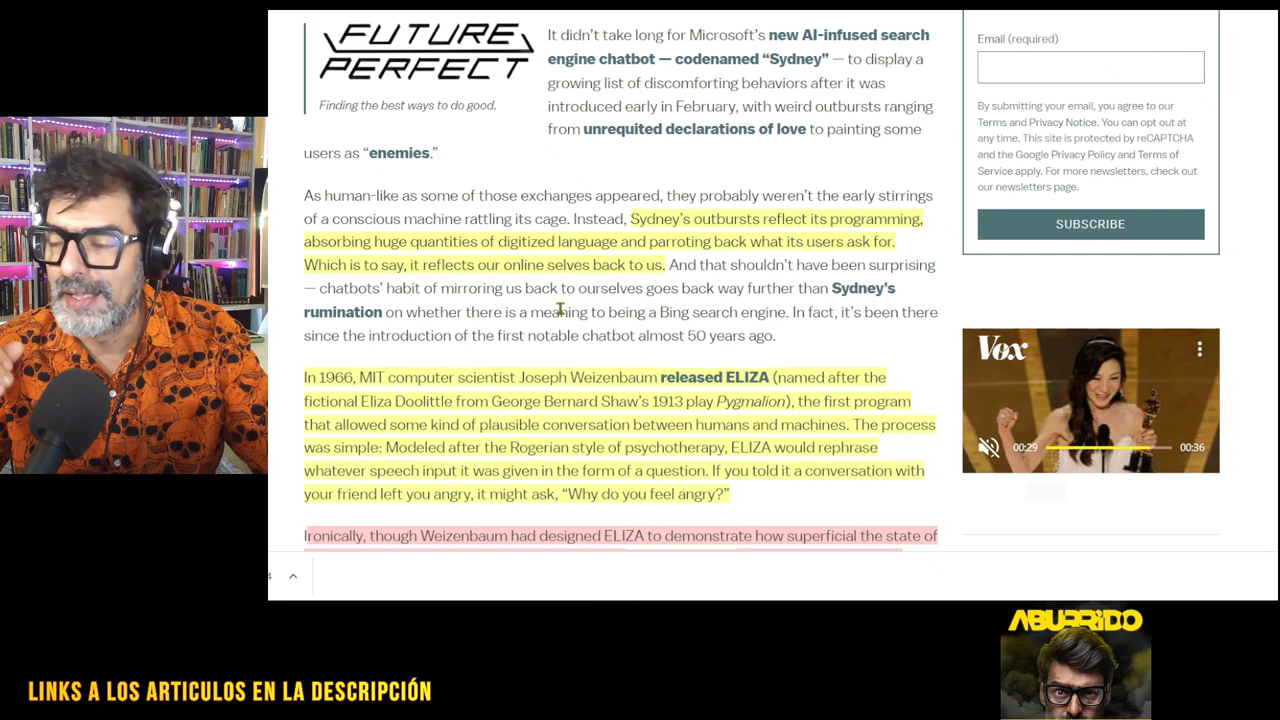 FUTURE
PERFECT
Finding the best ways to do good.
It didn’t take long for Microsoft’s new AI-infused search
engine chatbot — codenamed “Sydney” — to display a
growing list of discomforting behaviors after it was
introduced early in February, with weird outbursts ranging
from unrequited declarations of love to painting some
users as “enemies.”
As human-like as some of those exchanges appeared, they probably weren’t the early stirrings
of a conscious machine rattling its cage. Instead, Sydney’s outbursts reflect its programming,
absorbing huge quantities of digitized language and parroting back what its users ask for.
Which is to say, it reflects our online selves back to us. And that shouldn’t have been surprising
— chatbots’ habit of mirroring us back to ourselves goes back way further than Sydney’s
rumination on whether there is a meaning to being a Bing search engine. In fact, it’s been there
since the introduction of the first notable chatbot almost 50 years ago.
In 1966, MIT computer scientist Joseph Weizenbaum released ELIZA (named after the
fictional Eliza Doolittle from George Bernard Shaw’s 1913 play Pygmalion), the first program
that allowed some kind of plausible conversation between humans and machines. The process
was simple: Modeled after the Rogerian style of psychotherapy, ELIZA would rephrase
whatever speech input it was given in the form of a question. If you told it a conversation with
your friend left you angry, it might ask, “Why do you feel angry?”
Ironically, though Weizenbaum had designed ELIZA to demonstrate how superficial the state of
Email (required)
By submitting your email, you agree to our
Terms and Privacy Notice. You can opt out at
any time. This site is protected by reCAPTCHA
and the Google Privacy Policy and Terms of
Service apply. For more newsletters, check out
our newsletters page.
SUBSCRIBE
Vox
00:29
00:36
ABURRIDO
LINKS A LOS ARTICULOS EN LA DESCRIPCIÓN